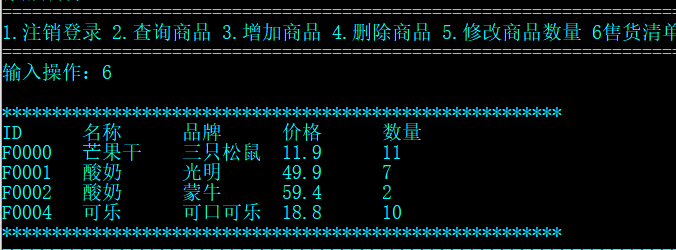 1.注销登录 2.查询商品 3.增加商品 4.删除商品 5.修改商品数量 6售货清单
输入操作：6
********************************************************
ID 名称 品牌 价格 数量
F0000 芒果干 三只松鼠 11.9 11
F0001 酸奶 光明 49.9 7
F0002 酸奶 蒙牛 59.4 2
F0004 可乐 可口可乐 18.8 10
********************************************************